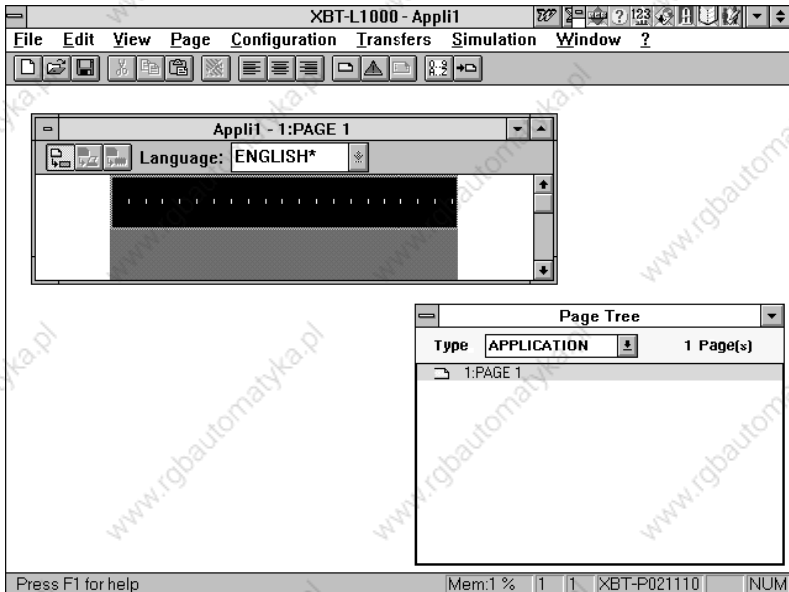 XBT-L1000 - Appli1
File Edit View Page Configuration Transfers Simulation Window ?
Appli1 - 1:PAGE 1
Language: ENGLISH*
Page Tree
Type APPLICATION 1 Page(s)
1:PAGE 1
Press F1 for help Mem:1 % 1 1 XBT-P021110 NUM
www.rgbautomatyka.pl